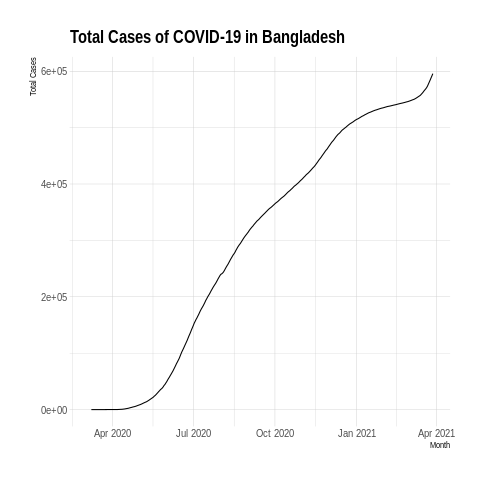 Total Cases of COVID-19 in Bangladesh
Total Cases
6e+05
4e+05
2e+05
0e+00
Apr 2020 Jul 2020 Oct 2020 Jan 2021 Apr 2021
Month